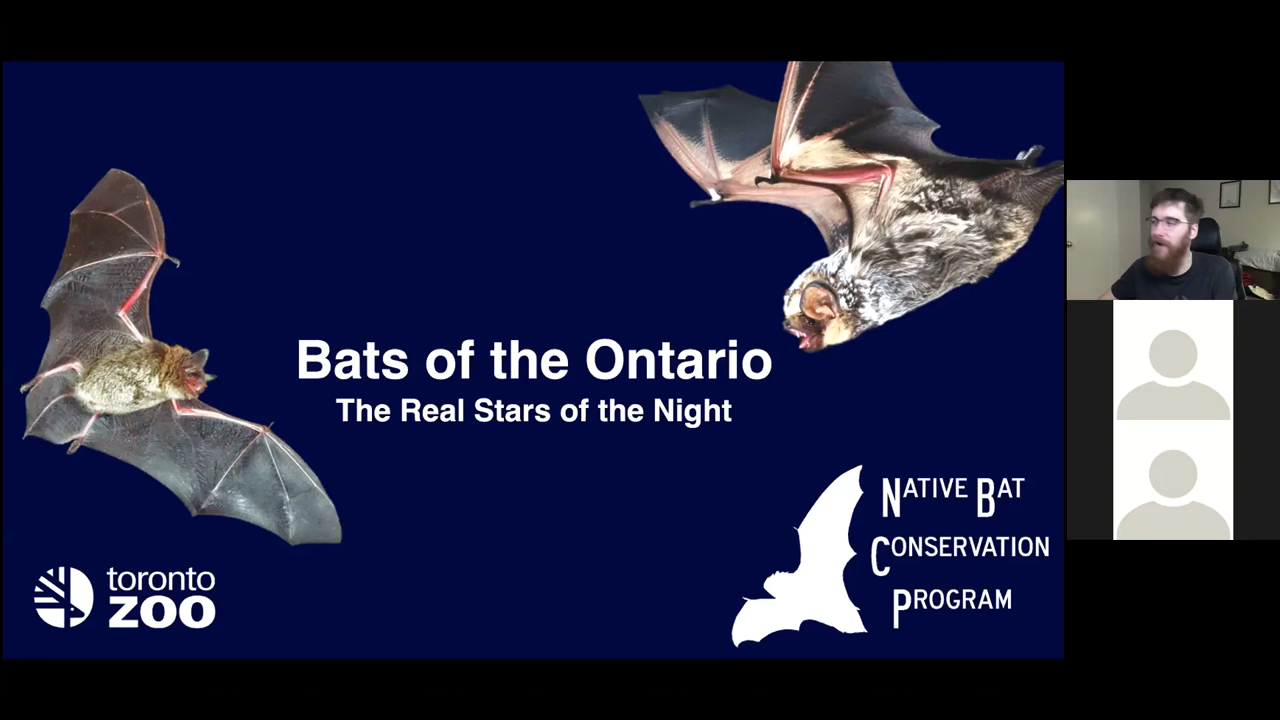 Bats of the Ontario
The Real Stars of the Night
NATIVE BAT
CONSERVATION
PROGRAM
toronto
ZOO